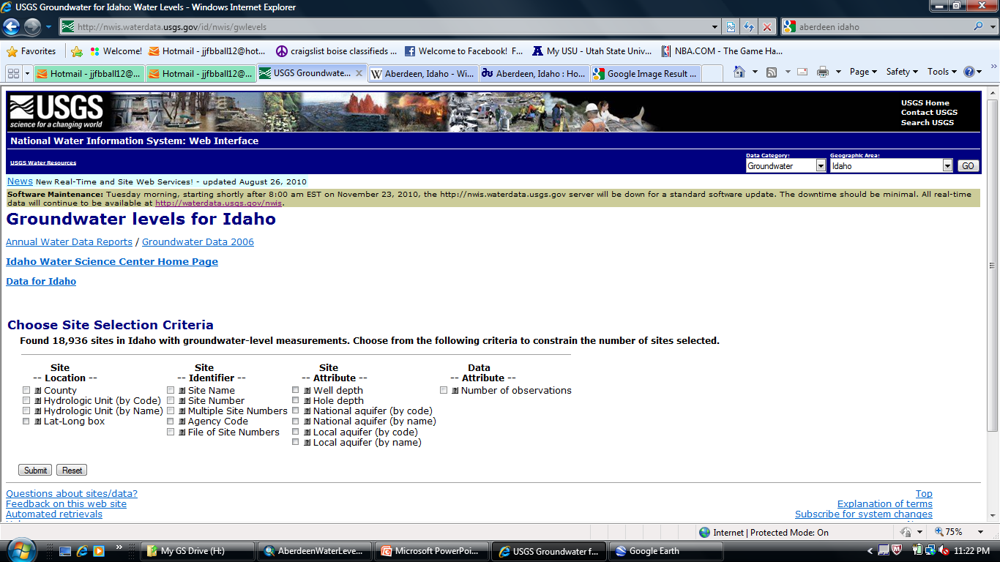 USGS Groundwater for Idaho: Water Levels - Windows Internet Explorer
http://nwis.waterdata.usgs.gov/id/nwis/gwlevels
aberdeen idaho
Favorites Welcome! Hotmail - jjfbball12@hot... craigslist boise classifieds ... Welcome to Facebook! F... My USU - Utah State Univ... NBA.COM - The Game Ha...
Hotmail - jjfbball12@... Hotmail - jjfbball12@... USGS Groundwate... Aberdeen, Idaho - Wi... Aberdeen, Idaho : Ho... Google Image Result ... Page Safety Tools
USGS
science for a changing world
USGS Home
Contact USGS
Search USGS
National Water Information System: Web Interface
USGS Water Resources
Data Category: Geographic Area:
Groundwater Idaho GO
News New Real-Time and Site Web Services! - updated August 26, 2010
Software Maintenance: Tuesday morning, starting shortly after 8:00 am EST on November 23, 2010, the http://nwis.waterdata.usgs.gov server will be down for a standard software update. The downtime should be minimal. All real-time
data will continue to be available at http://waterdata.usgs.gov/nwis.
Groundwater levels for Idaho
Annual Water Data Reports / Groundwater Data 2006
Idaho Water Science Center Home Page
Data for Idaho
Choose Site Selection Criteria
Found 18,936 sites in Idaho with groundwater-level measurements. Choose from the following criteria to constrain the number of sites selected.
Site
-- Location --
County
Hydrologic Unit (by Code)
Hydrologic Unit (by Name)
Lat-Long box
Site
-- Identifier --
Site Name
Site Number
Multiple Site Numbers
Agency Code
File of Site Numbers
Site
-- Attribute --
Well depth
Hole depth
National aquifer (by code)
National aquifer (by name)
Local aquifer (by code)
Local aquifer (by name)
Data
-- Attribute --
Number of observations
Submit Reset
Questions about sites/data?
Feedback on this web site
Automated retrievals
Top
Explanation of terms
Subscribe for system changes
Internet | Protected Mode: On
75%
My GS Drive (H:) AberdeenWaterLeve... Microsoft PowerPoi... USGS Groundwater f... Google Earth
11:22 PM